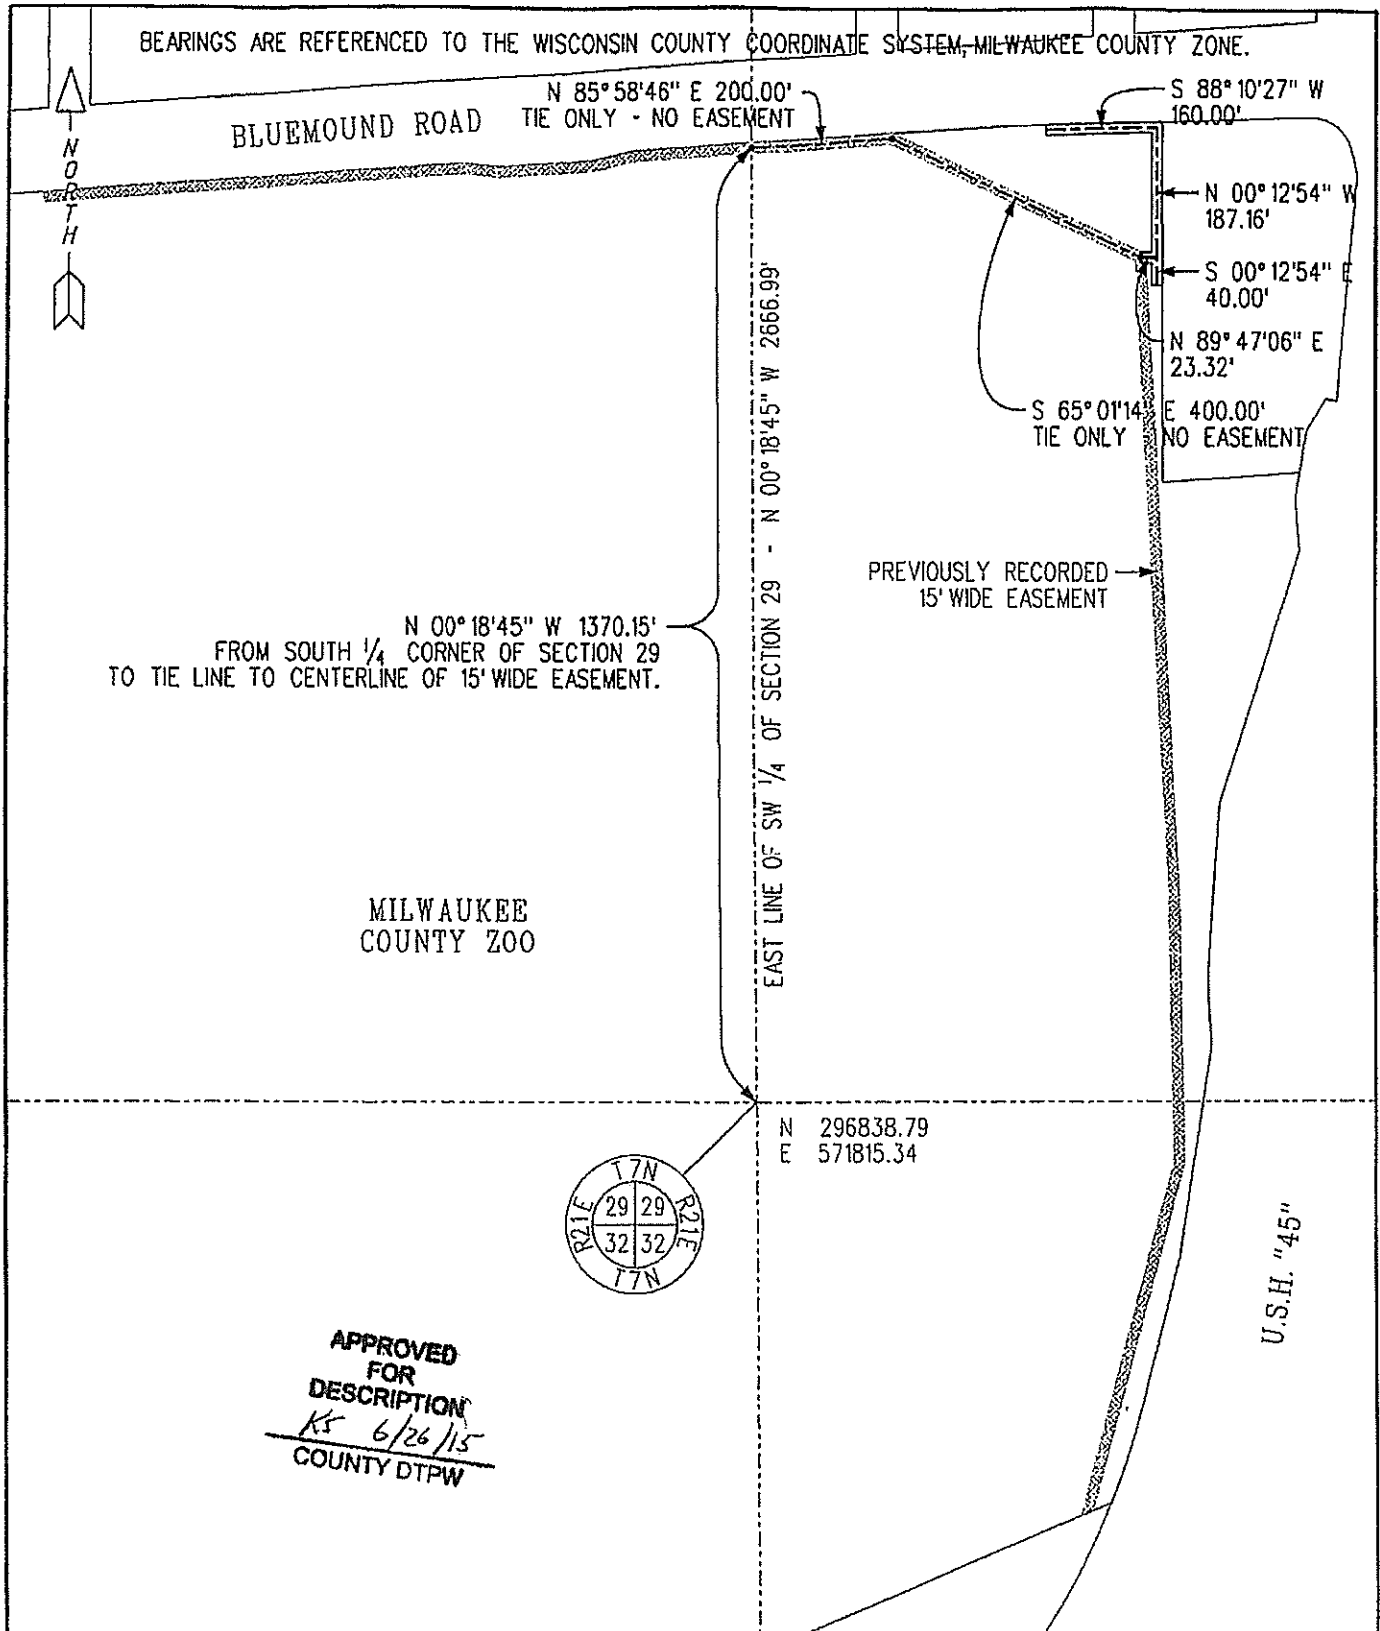 BEARINGS ARE REFERENCED TO THE WISCONSIN COUNTY COORDINATE SYSTEM, MILWAUKEE COUNTY ZONE.
N 85°58'46" E 200.00'
TIE ONLY - NO EASEMENT
S 88°10'27" W
160.00'
BLUEMOUND ROAD
NORTH
N 00°12'54" W
187.16'
S 00°12'54" E
40.00'
N 89°47'06" E
23.32'
S 65°01'14" E 400.00'
TIE ONLY NO EASEMENT
EAST LINE OF SW 1/4 OF SECTION 29 - N 00°18'45" W 2666.99'
PREVIOUSLY RECORDED
15' WIDE EASEMENT
N 00°18'45" W 1370.15'
FROM SOUTH 1/4 CORNER OF SECTION 29
TO TIE LINE TO CENTERLINE OF 15' WIDE EASEMENT.
MILWAUKEE
COUNTY ZOO
N 296838.79
E 571815.34
T7N
R21E
29 29
R21E
32 32
T7N
U.S.H. "45"
APPROVED
FOR
DESCRIPTION
KS 6/26/15
COUNTY DTPW